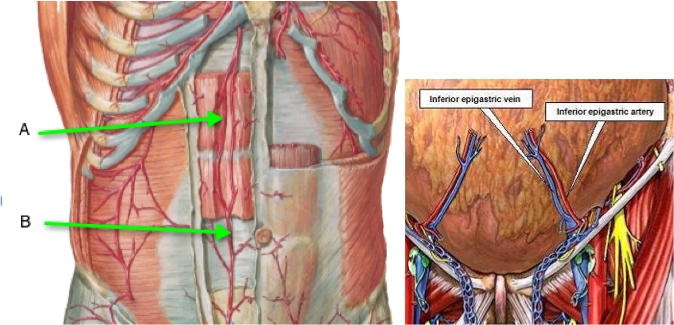 A
B
Inferior epigastric vein
Inferior epigastric artery